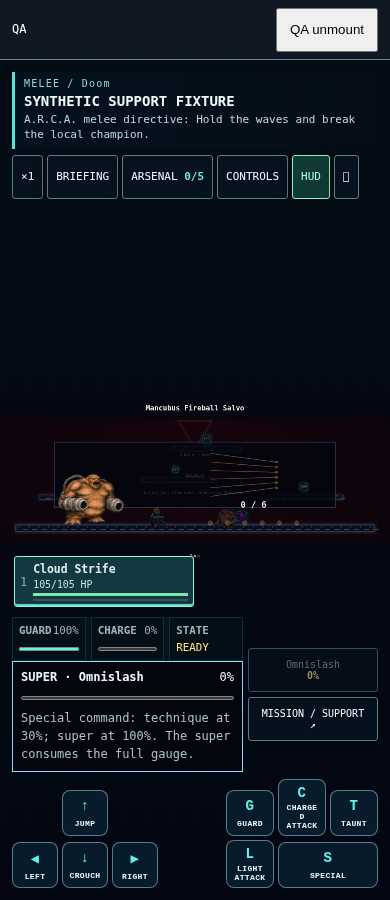 QA
QA unmount
MELEE / Doom
SYNTHETIC SUPPORT FIXTURE
A.R.C.A. melee directive: Hold the waves and break
the local champion.
×1
BRIEFING
ARSENAL 0/5
CONTROLS
HUD
Mancubus Fireball Salvo
0 / 6
1
Cloud Strife
105/105 HP
GUARD 100%
CHARGE 0%
STATE
READY
SUPER · Omnislash 0%
Special command: technique at
30%; super at 100%. The super
consumes the full gauge.
Omnislash
0%
MISSION / SUPPORT
↗
↑
JUMP
◀
LEFT
↓
CROUCH
▶
RIGHT
G
GUARD
C
CHARGE
D
ATTACK
T
TAUNT
L
LIGHT
ATTACK
S
SPECIAL